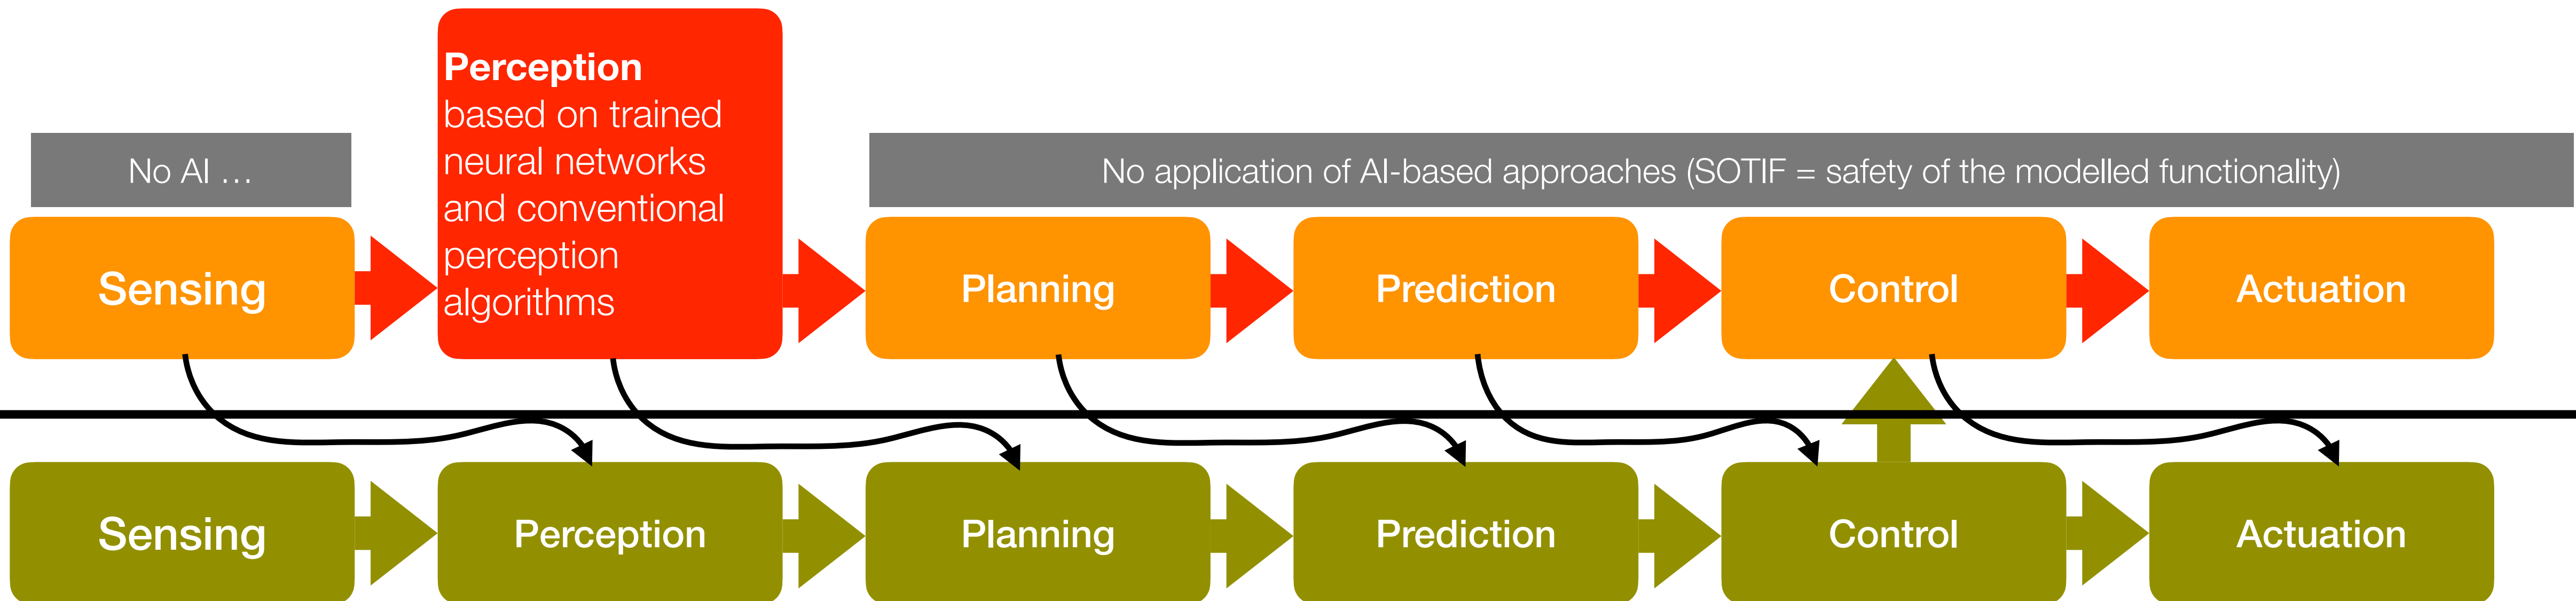 Perception
based on trained
neural networks
and conventional
perception
algorithms
No AI ...
No application of AI-based approaches (SOTIF = safety of the modelled functionality)
Sensing
Planning
Prediction
Control
Actuation
Sensing
Perception
Planning
Prediction
Control
Actuation